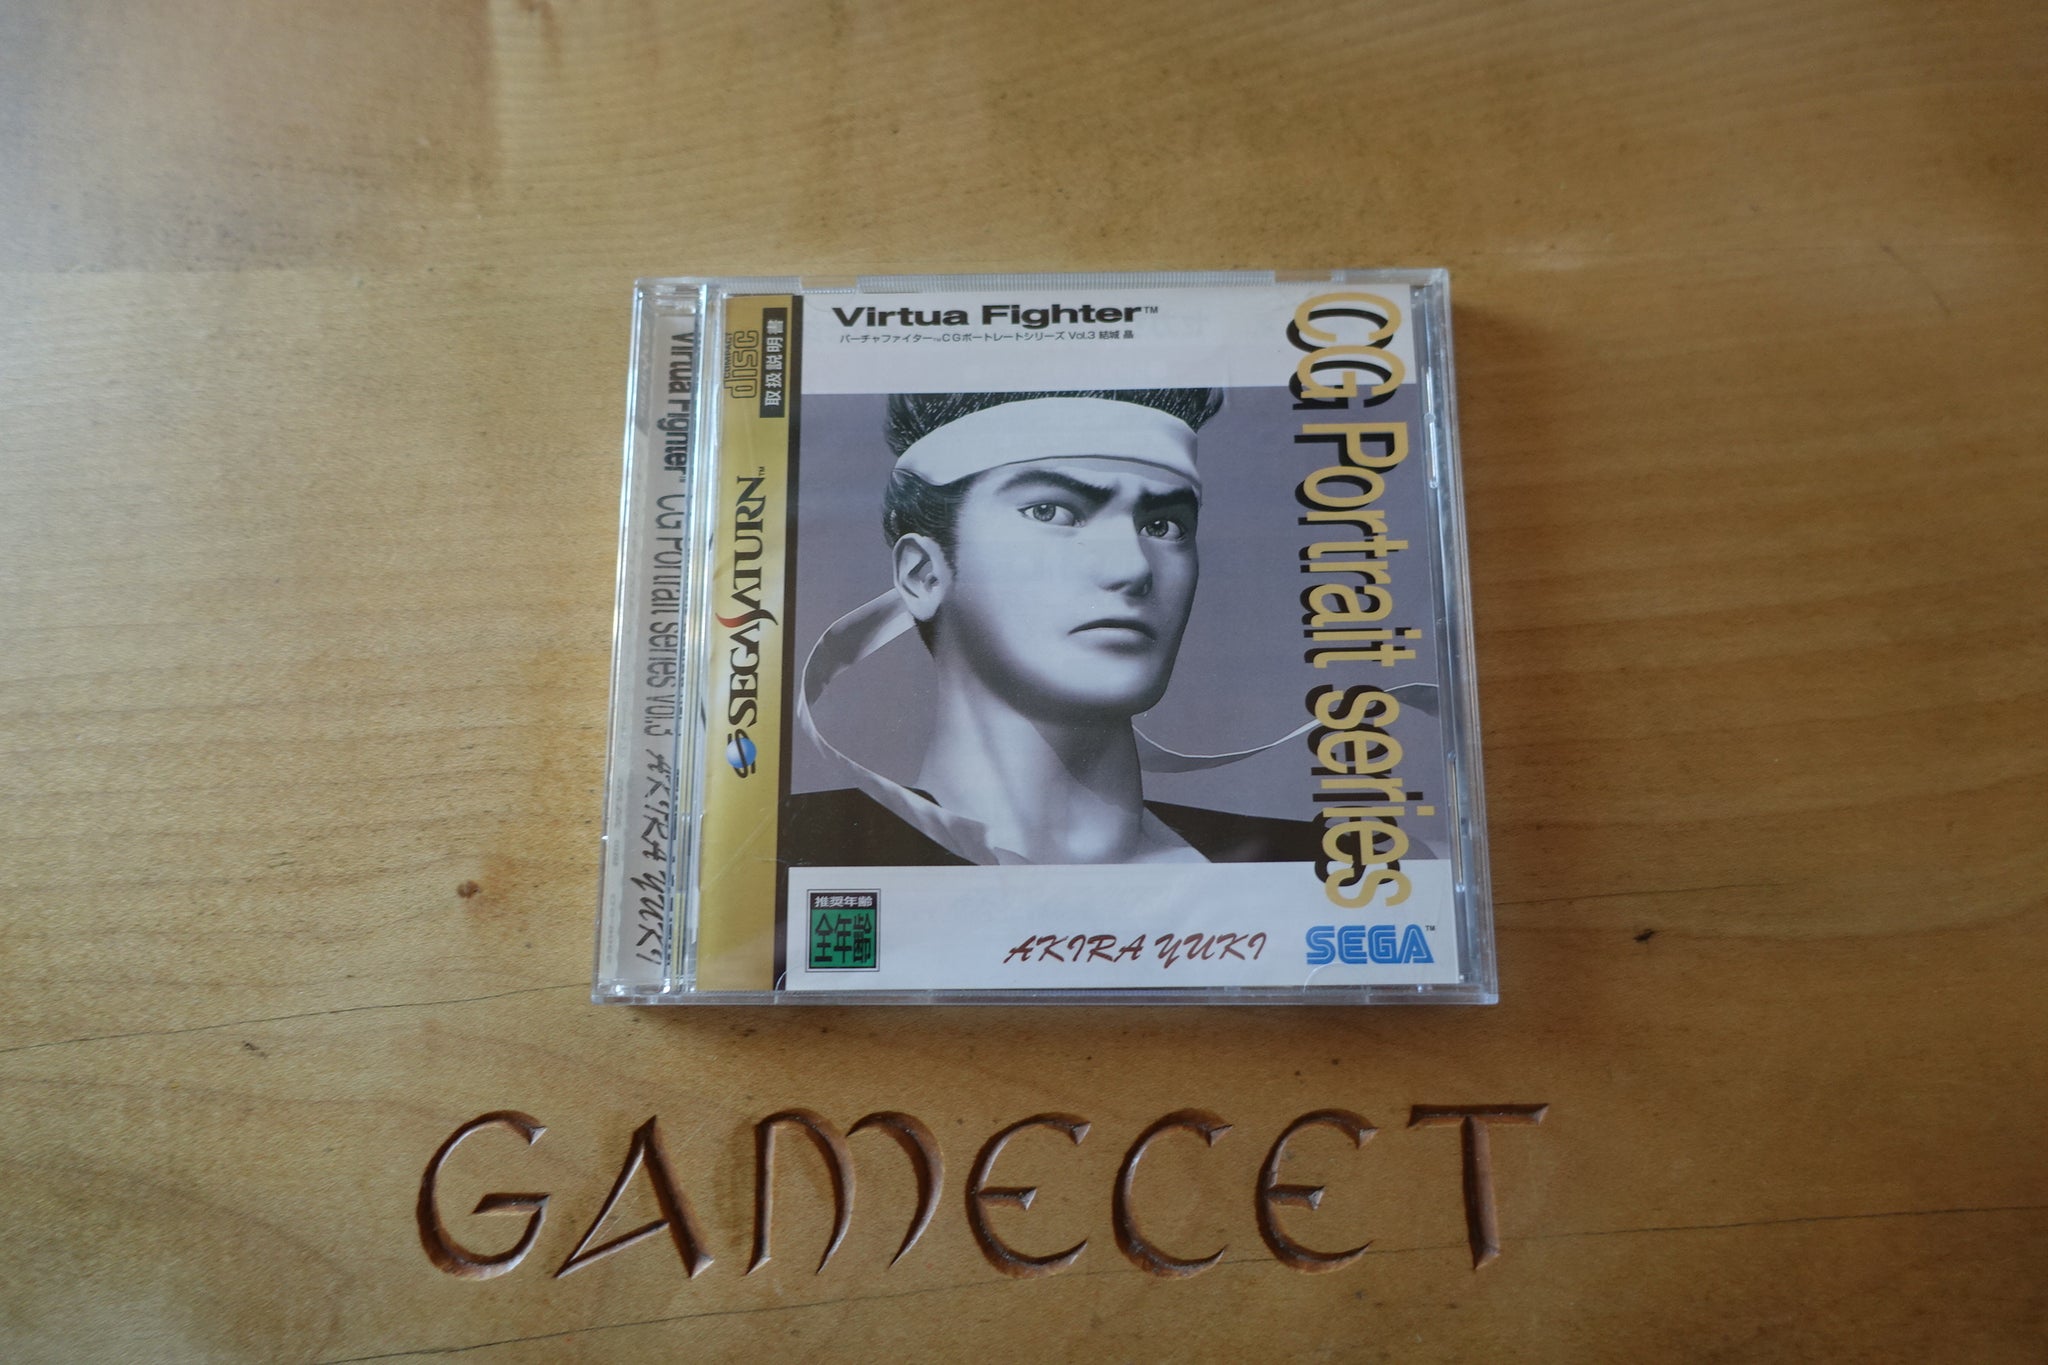 Virtua Fighter™
バーチャファイター™CGポートレートシリーズ Vol.3 結城 晶
CG Portrait series
COMPACT
disc
取扱説明書
SEGA SATURN™
Virtua Fighter™ CG Portrait series vol.3 AKIRA YUKI
推奨年齢
全年齢
AKIRA YUKI
SEGA™
GAMECET